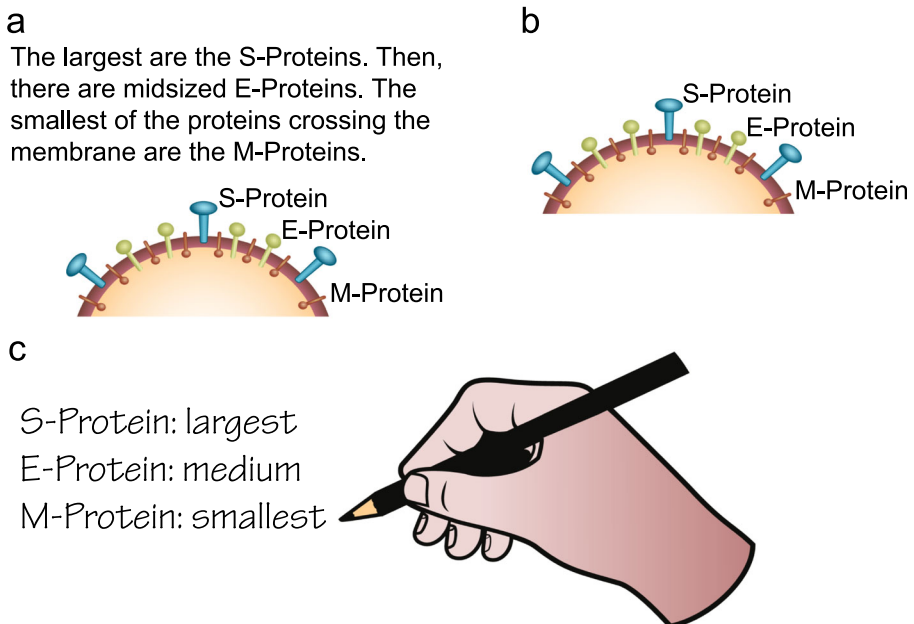 a
The largest are the S-Proteins. Then,
there are midsized E-Proteins. The
smallest of the proteins crossing the
membrane are the M-Proteins.
S-Protein
E-Protein
M-Protein
b
S-Protein
E-Protein
M-Protein
c
S-Protein: largest
E-Protein: medium
M-Protein: smallest